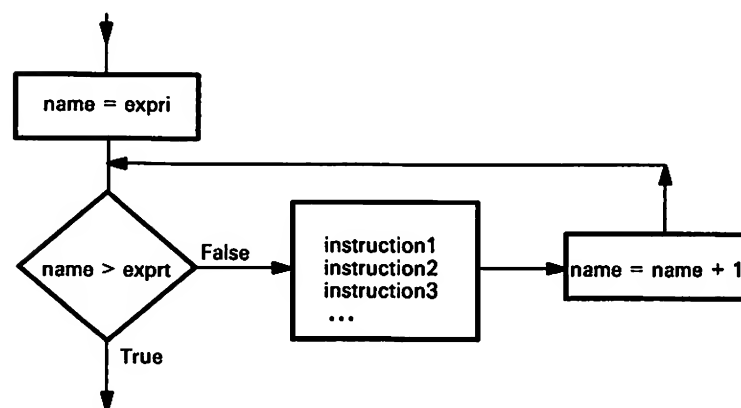 name = expri
name > exprt
False
True
instruction1
instruction2
instruction3
...
name = name + 1